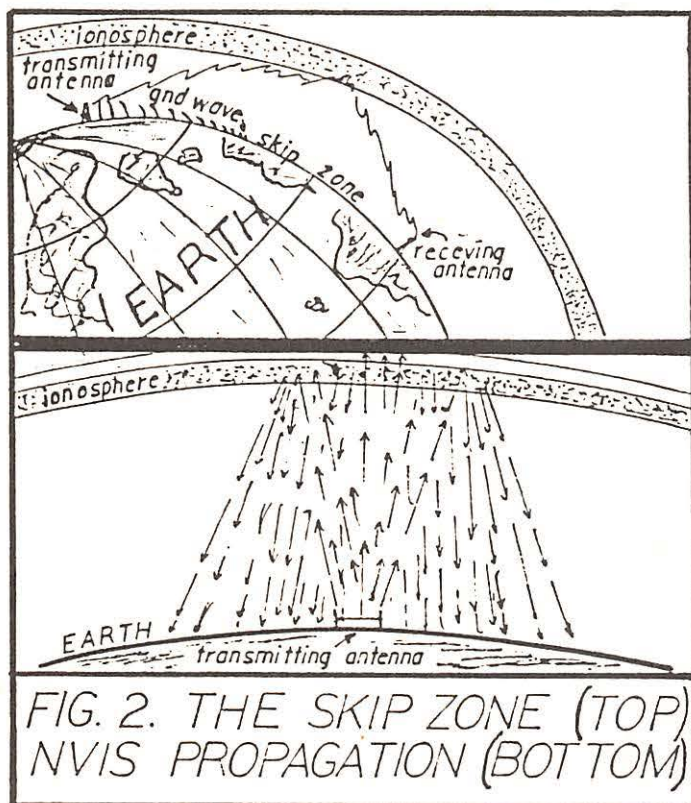 ionosphere
transmitting
antenna
gnd wave
skip zone
EARTH
receving
antenna
ionosphere
EARTH
transmitting antenna
FIG. 2. THE SKIP ZONE (TOP)
NVIS PROPAGATION (BOTTOM)